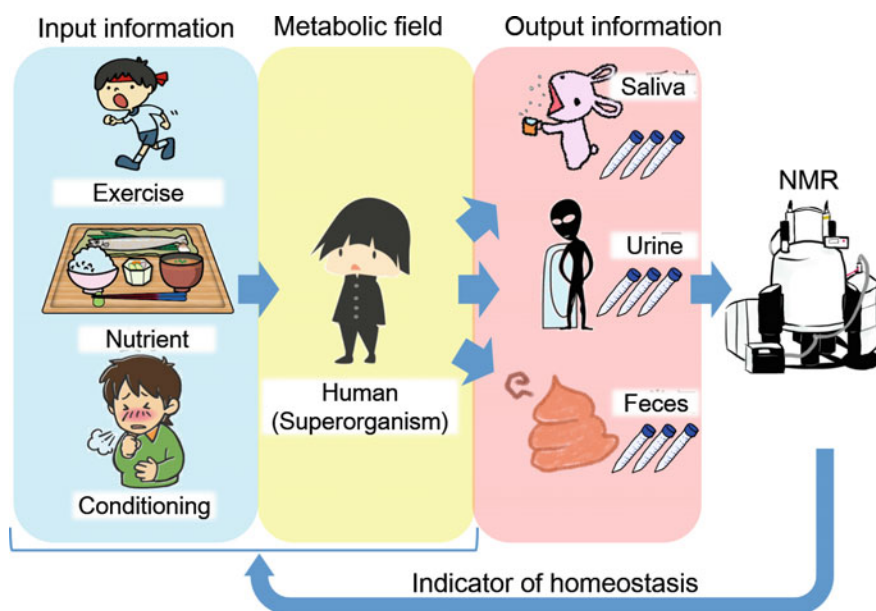 Input information
Metabolic field
Output information
Exercise
Nutrient
Conditioning
Human
(Superorganism)
Saliva
Urine
Feces
NMR
Indicator of homeostasis